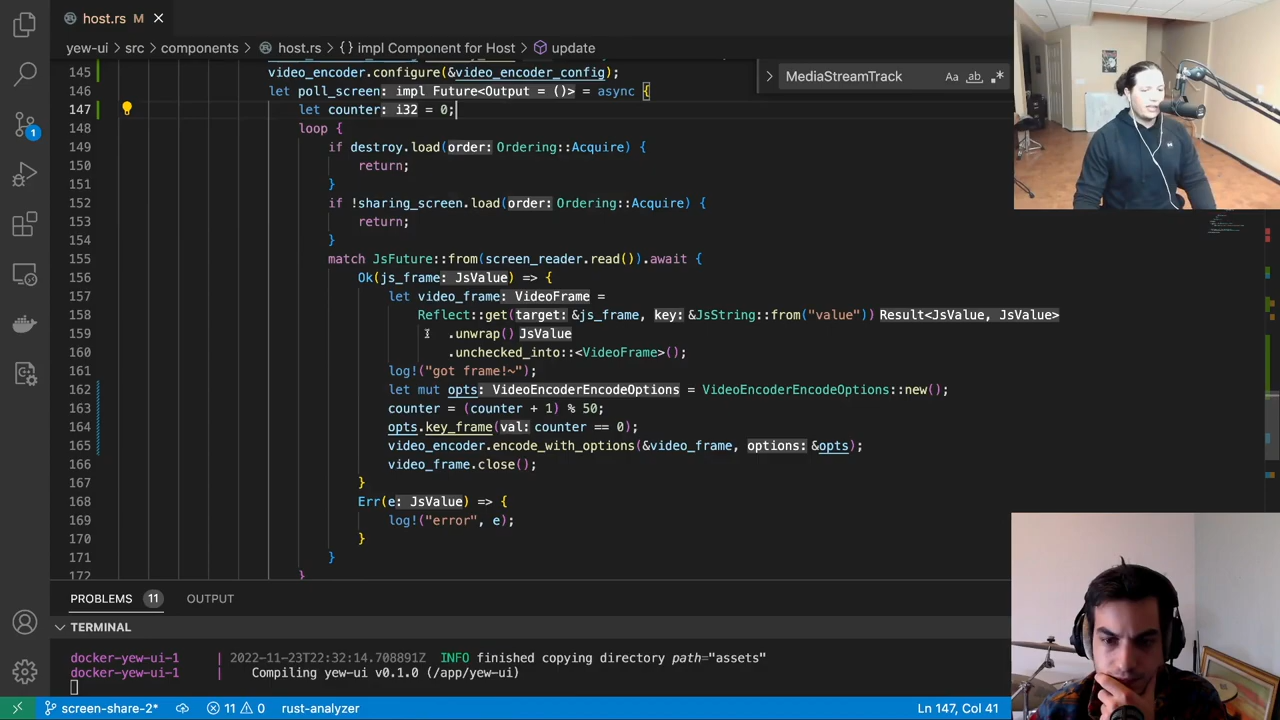 host.rs M
yew-ui > src > components > host.rs > {} impl Component for Host > update
MediaStreamTrack Aa ab
145 video_encoder.configure(&video_encoder_config);
146 let poll_screen: impl Future<Output = ()> = async {
147 let counter: i32 = 0;
148 loop {
149 if destroy.load(order: Ordering::Acquire) {
150 return;
151 }
152 if !sharing_screen.load(order: Ordering::Acquire) {
153 return;
154 }
155 match JsFuture::from(screen_reader.read()).await {
156 Ok(js_frame: JsValue) => {
157 let video_frame: VideoFrame =
158 Reflect::get(target: &js_frame, key: &JsString::from("value")) Result<JsValue, JsValue>
159 .unwrap() JsValue
160 .unchecked_into::<VideoFrame>();
161 log!("got frame!~");
162 let mut opts: VideoEncoderEncodeOptions = VideoEncoderEncodeOptions::new();
163 counter = (counter + 1) % 50;
164 opts.key_frame(val: counter == 0);
165 video_encoder.encode_with_options(&video_frame, options: &opts);
166 video_frame.close();
167 }
168 Err(e: JsValue) => {
169 log!("error", e);
170 }
171 }
172 }
1
PROBLEMS 11 OUTPUT
TERMINAL
docker-yew-ui-1 | 2022-11-23T22:32:14.708891Z INFO finished copying directory path="assets"
docker-yew-ui-1 | Compiling yew-ui v0.1.0 (/app/yew-ui)
screen-share-2* 11 0 rust-analyzer Ln 147, Col 41